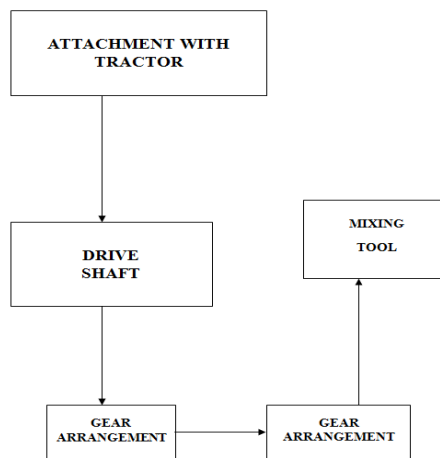 ATTACHMENT WITH
TRACTOR
DRIVE
SHAFT
MIXING
TOOL
GEAR
ARRANGEMENT
GEAR
ARRANGEMENT